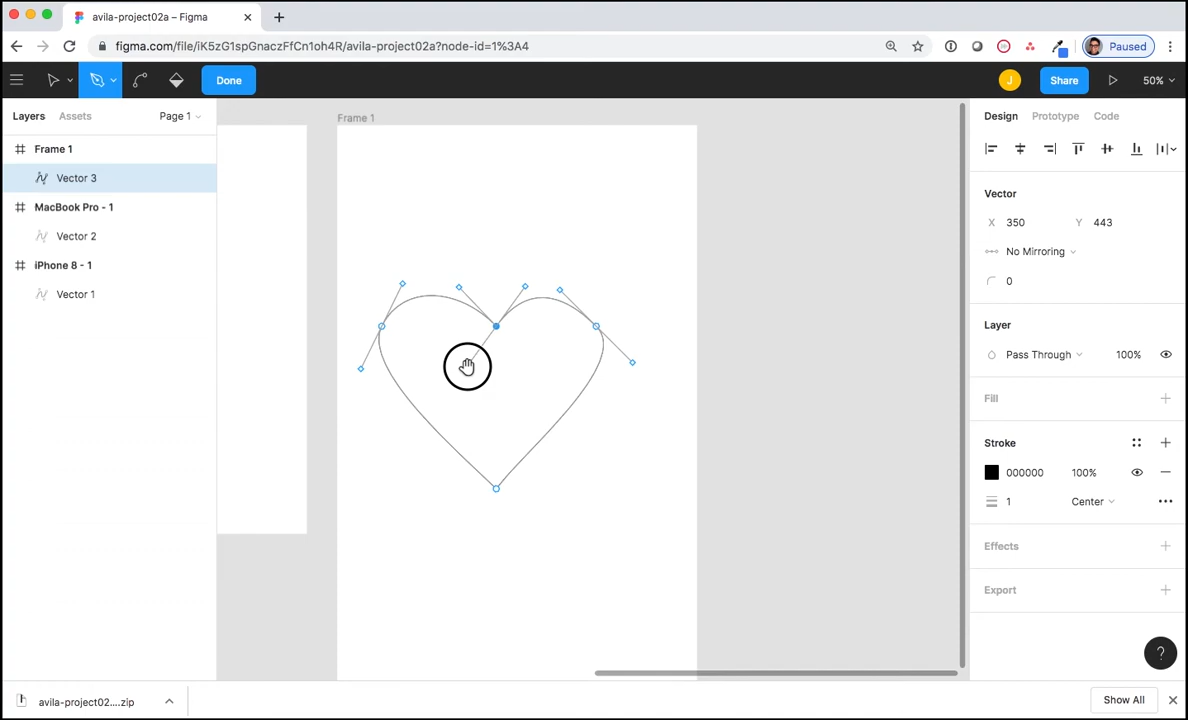 avila-project02a – Figma
figma.com/file/iK5zG1spGnaczFfCn1oh4R/avila-project02a?node-id=1%3A4
Paused
Done
J
Share
50%
Layers
Assets
Page 1
Frame 1
Vector 3
MacBook Pro - 1
Vector 2
iPhone 8 - 1
Vector 1
Frame 1
Design
Prototype
Code
Vector
X 350 Y 443
No Mirroring
0
Layer
Pass Through 100%
Fill
Stroke
000000 100%
1 Center
Effects
Export
?
avila-project02....zip
Show All